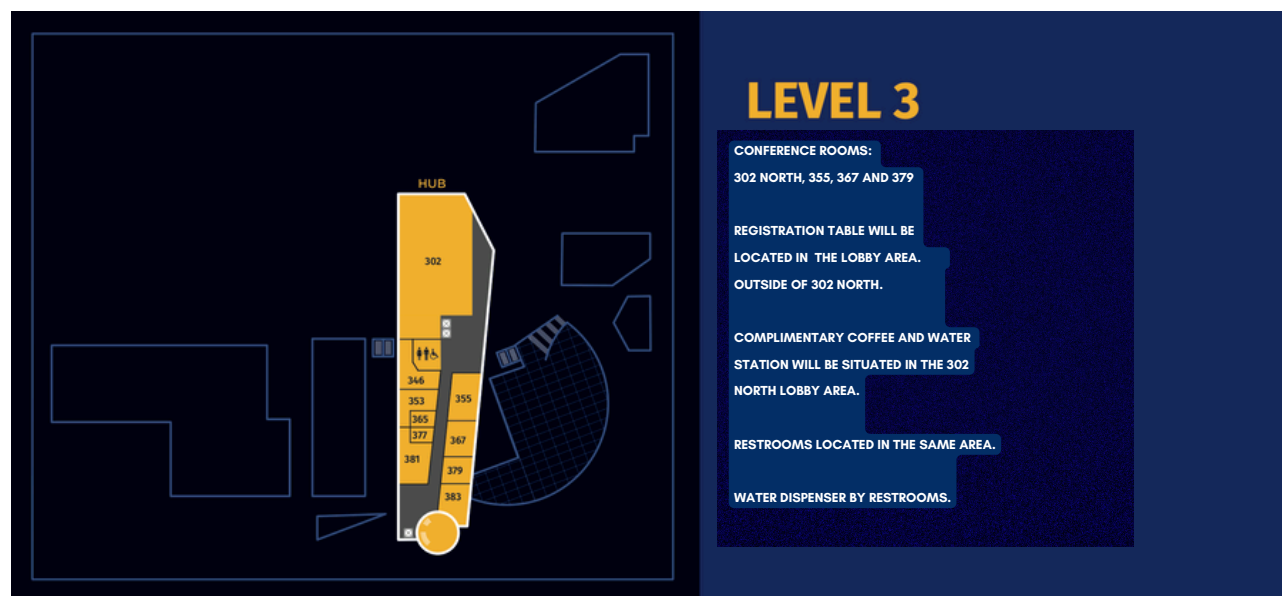 HUB
302
346
353
355
365
377
367
381
379
383
LEVEL 3
CONFERENCE ROOMS:
302 NORTH, 355, 367 AND 379
REGISTRATION TABLE WILL BE
LOCATED IN THE LOBBY AREA.
OUTSIDE OF 302 NORTH.
COMPLIMENTARY COFFEE AND WATER
STATION WILL BE SITUATED IN THE 302
NORTH LOBBY AREA.
RESTROOMS LOCATED IN THE SAME AREA.
WATER DISPENSER BY RESTROOMS.